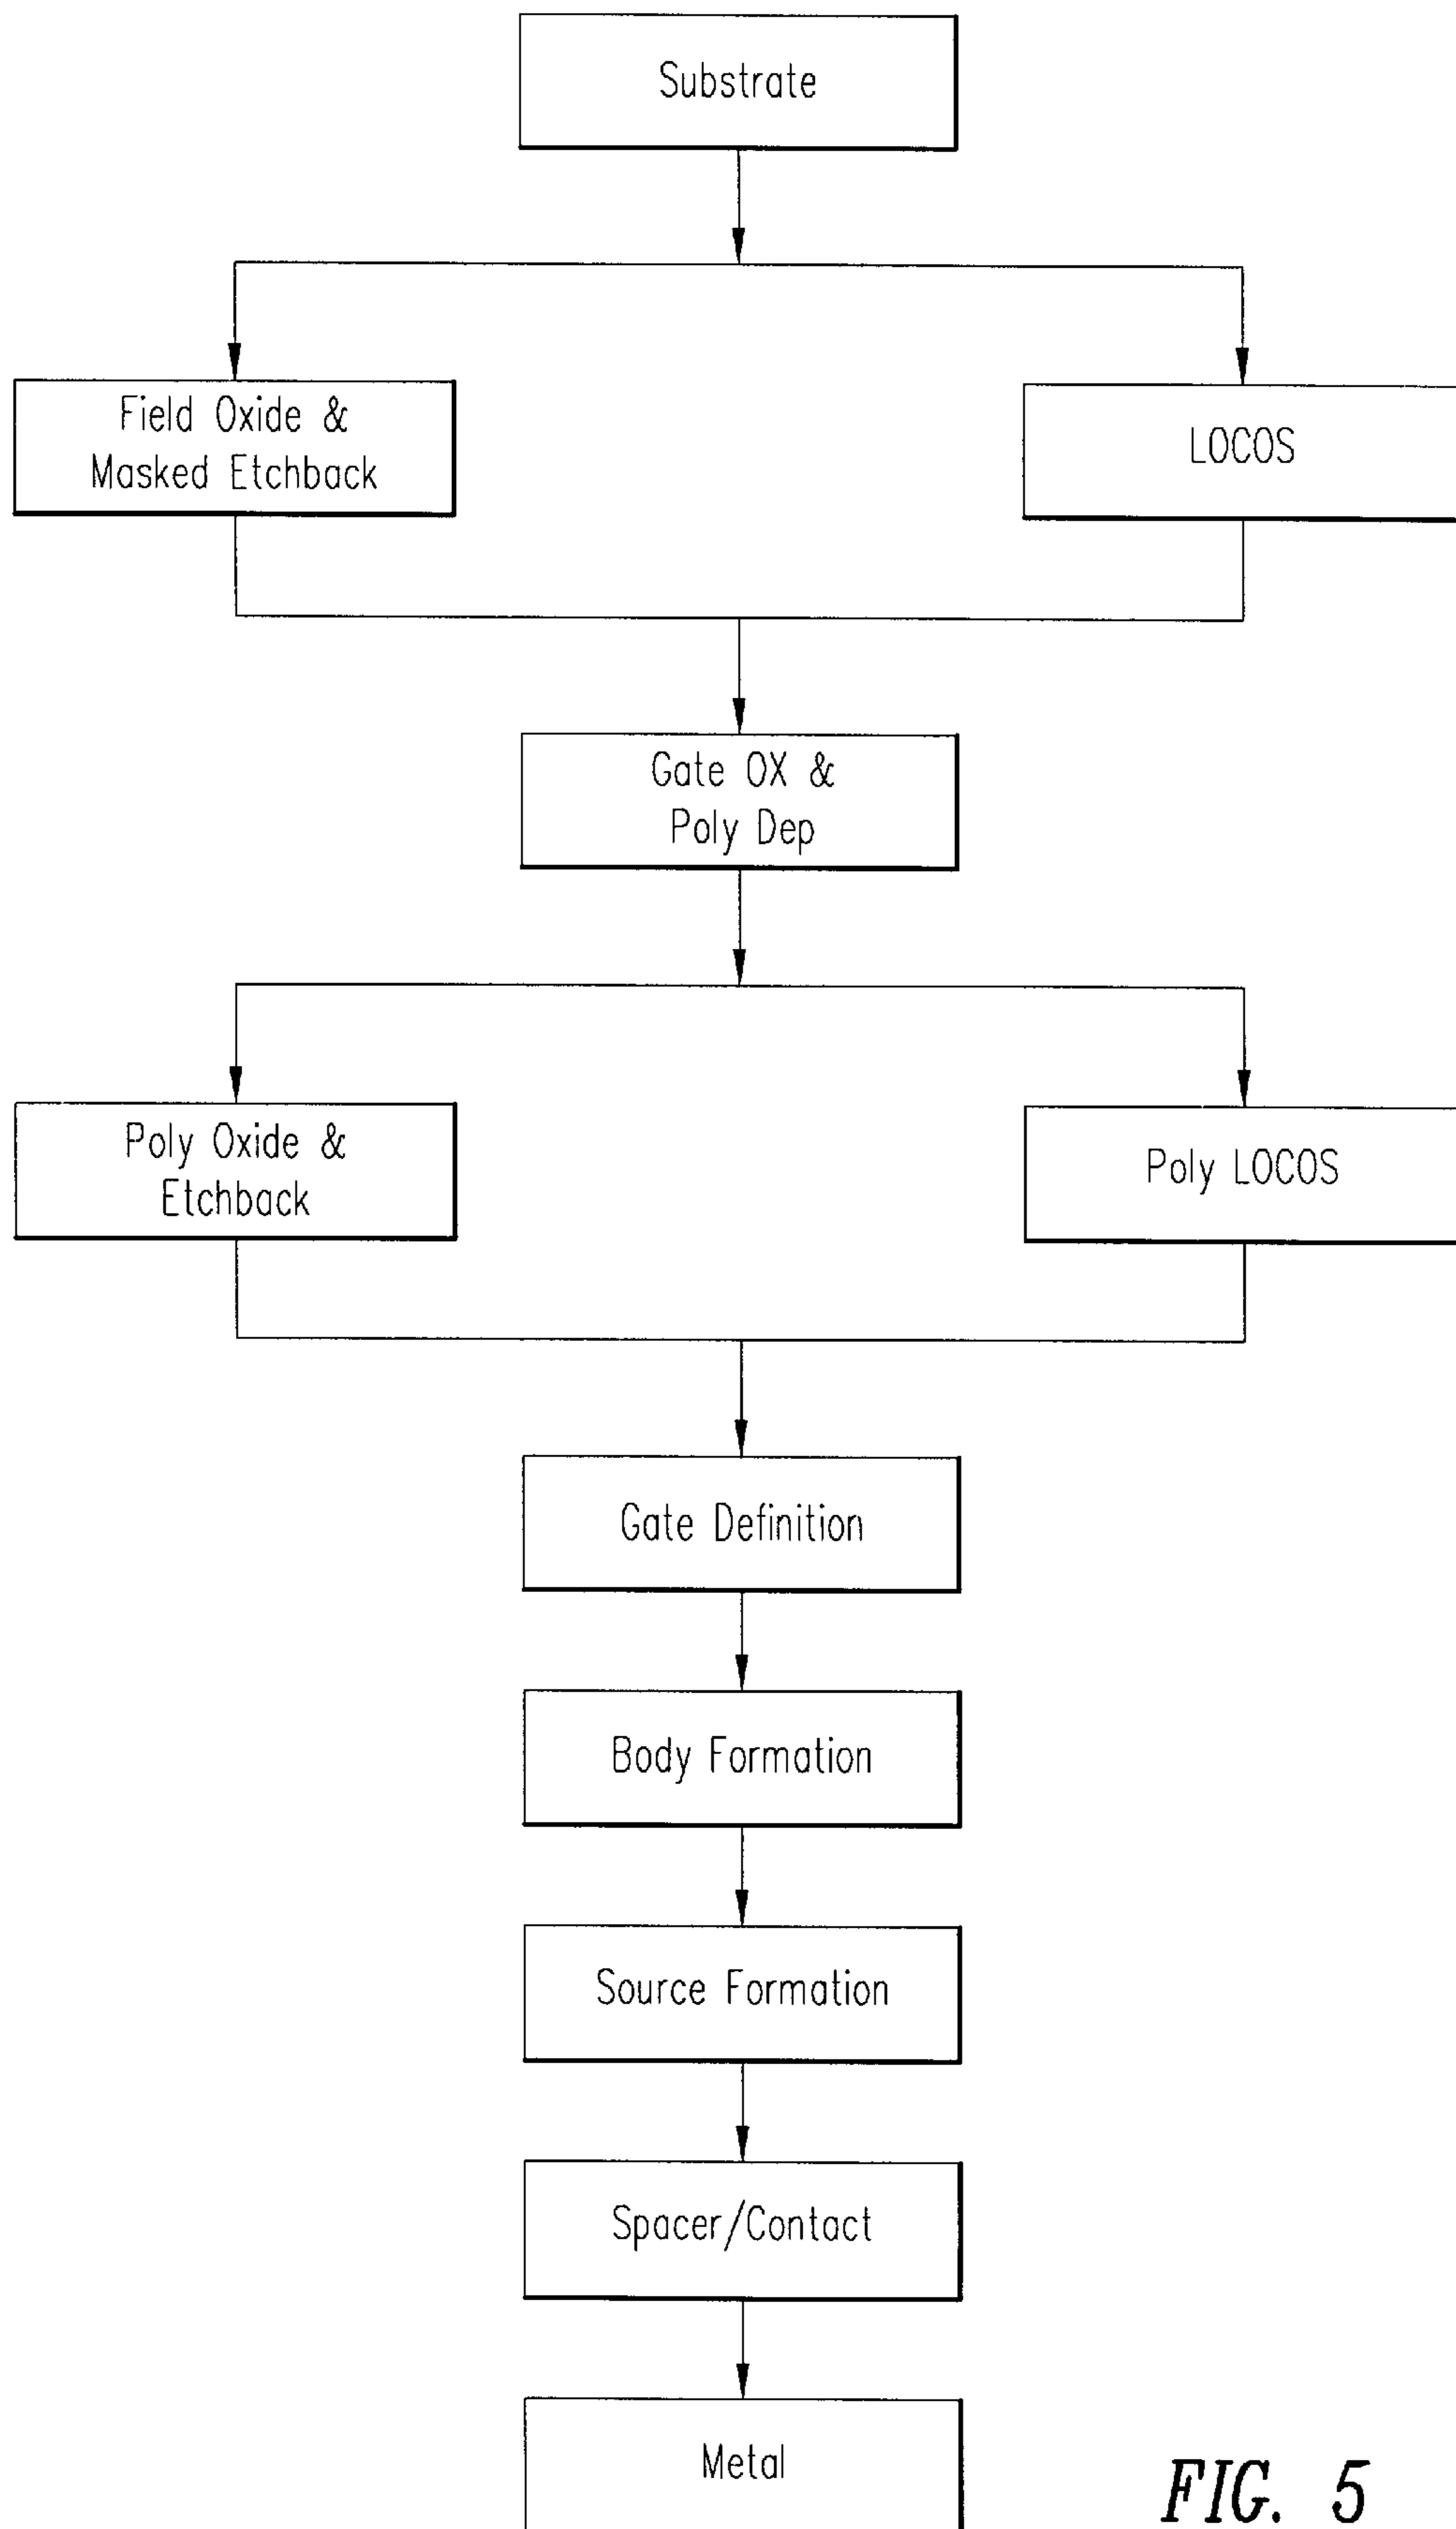 Substrate
Field Oxide &
Masked Etchback
LOCOS
Gate OX &
Poly Dep
Poly Oxide &
Etchback
Poly LOCOS
Gate Definition
Body Formation
Source Formation
Spacer/Contact
Metal
FIG. 5